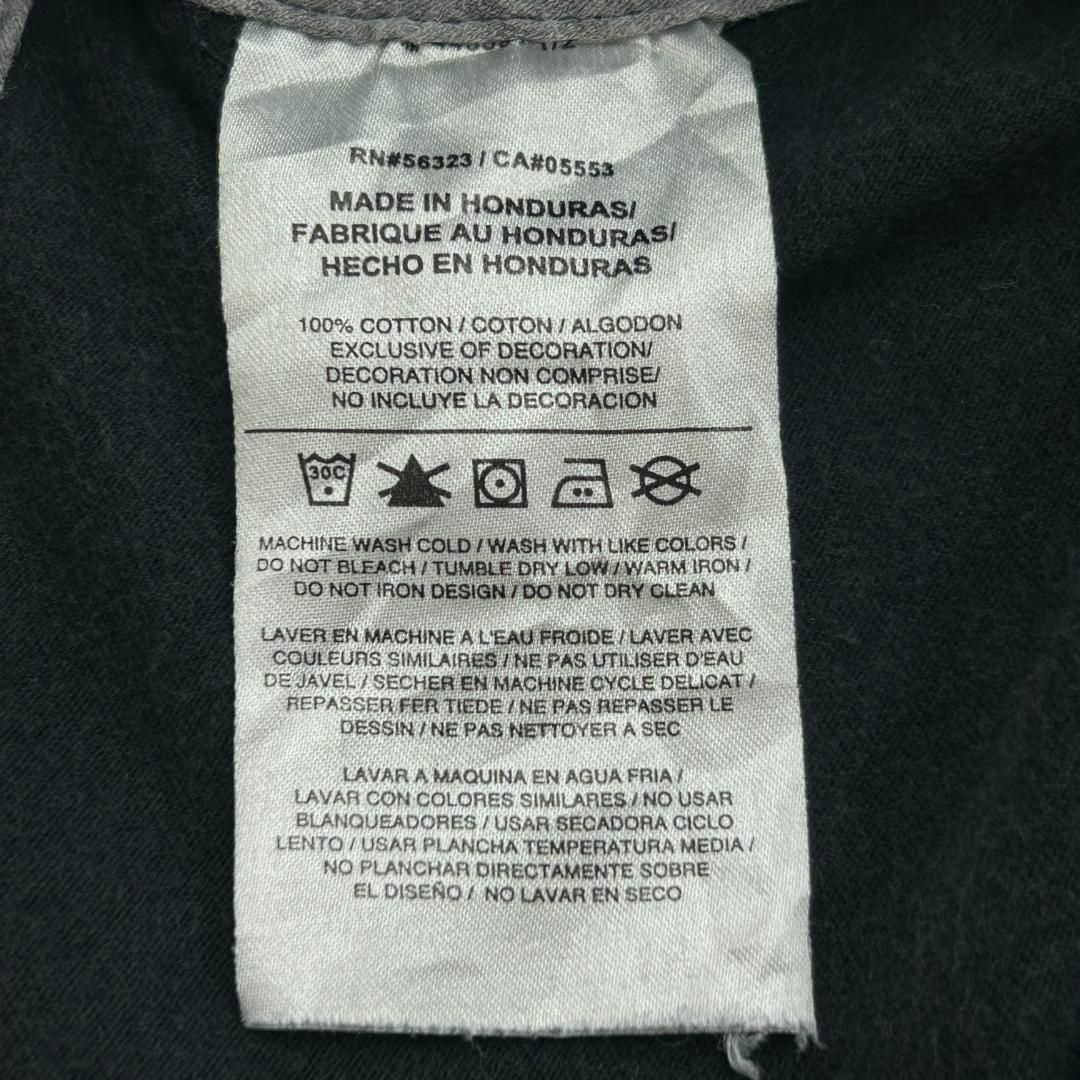 RN#56323 / CA#05553
MADE IN HONDURAS/
FABRIQUE AU HONDURAS/
HECHO EN HONDURAS
100% COTTON / COTON / ALGODON
EXCLUSIVE OF DECORATION/
DECORATION NON COMPRISE/
NO INCLUYE LA DECORACION
30C
MACHINE WASH COLD / WASH WITH LIKE COLORS /
DO NOT BLEACH / TUMBLE DRY LOW / WARM IRON /
DO NOT IRON DESIGN / DO NOT DRY CLEAN
LAVER EN MACHINE A L'EAU FROIDE / LAVER AVEC
COULEURS SIMILAIRES / NE PAS UTILISER D'EAU
DE JAVEL / SECHER EN MACHINE CYCLE DELICAT /
REPASSER FER TIEDE / NE PAS REPASSER LE
DESSIN / NE PAS NETTOYER A SEC
LAVAR A MAQUINA EN AGUA FRIA /
LAVAR CON COLORES SIMILARES / NO USAR
BLANQUEADORES / USAR SECADORA CICLO
LENTO / USAR PLANCHA TEMPERATURA MEDIA /
NO PLANCHAR DIRECTAMENTE SOBRE
EL DISEÑO / NO LAVAR EN SECO